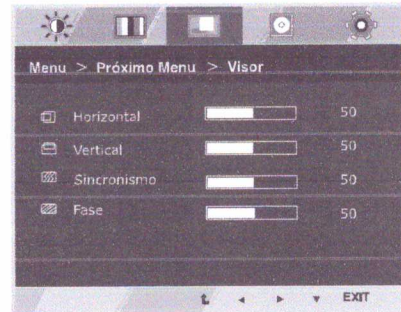 Menu > Próximo Menu > Visor
Horizontal 50
Vertical 50
Sincronismo 50
Fase 50
EXIT